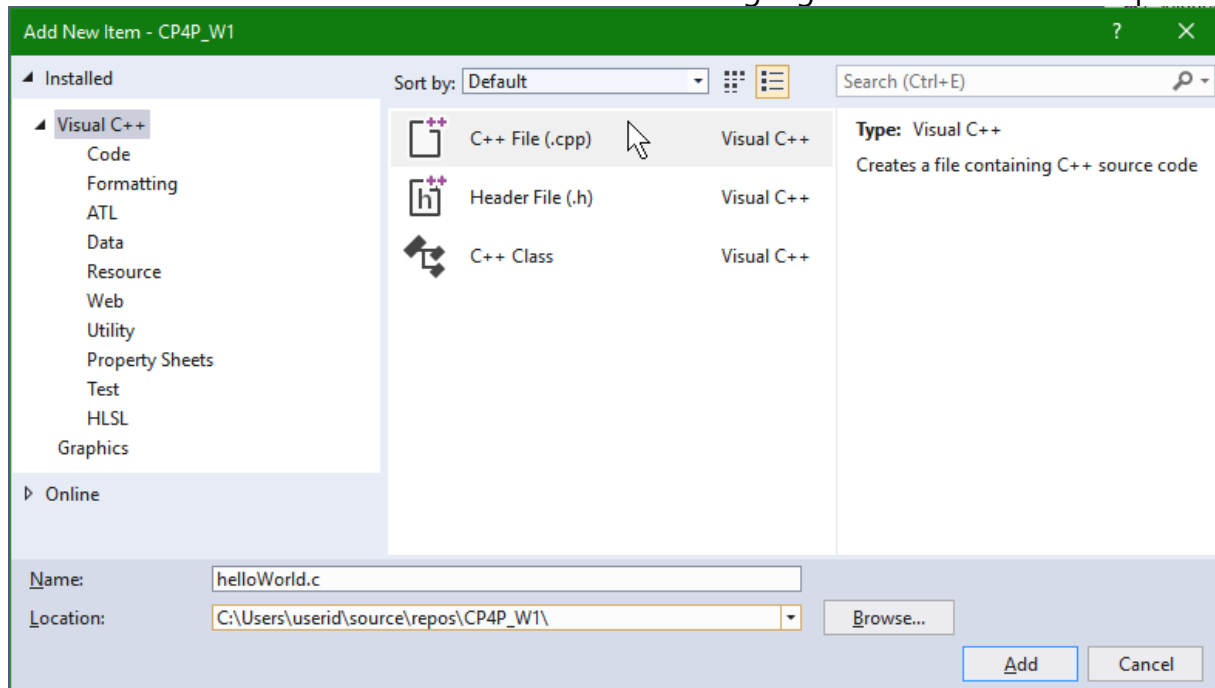 Add New Item - CP4P_W1 ? ×
Installed
Sort by: Default
Search (Ctrl+E)
Visual C++
Code
Formatting
ATL
Data
Resource
Web
Utility
Property Sheets
Test
HLSL
Graphics
Online
C++ File (.cpp) Visual C++
Header File (.h) Visual C++
C++ Class Visual C++
Type: Visual C++
Creates a file containing C++ source code
Name: helloWorld.c
Location: C:\Users\userid\source\repos\CP4P_W1\
Browse...
Add Cancel